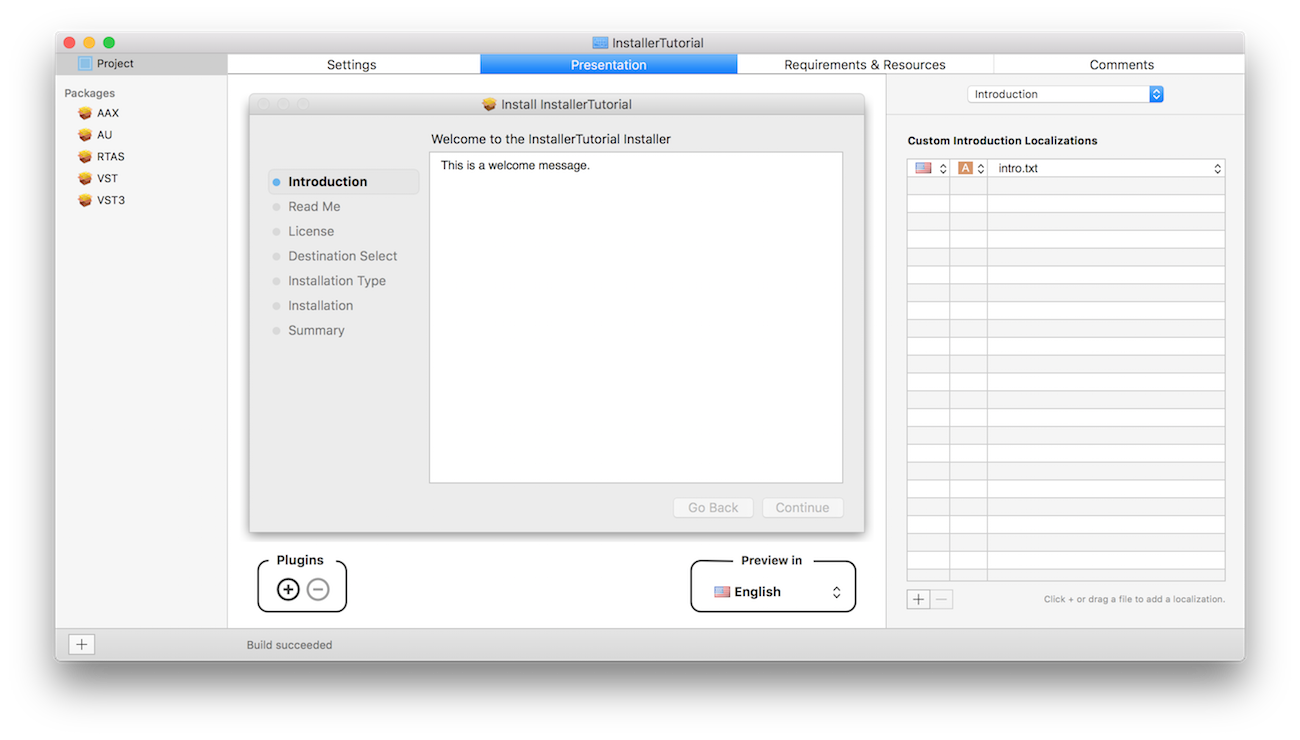 InstallerTutorial
Project
Settings
Presentation
Requirements & Resources
Comments
Packages
AAX
AU
RTAS
VST
VST3
Install InstallerTutorial
Welcome to the InstallerTutorial Installer
This is a welcome message.
Introduction
Read Me
License
Destination Select
Installation Type
Installation
Summary
Go Back
Continue
Plugins
Preview in
English
Introduction
Custom Introduction Localizations
A
intro.txt
Click + or drag a file to add a localization.
Build succeeded